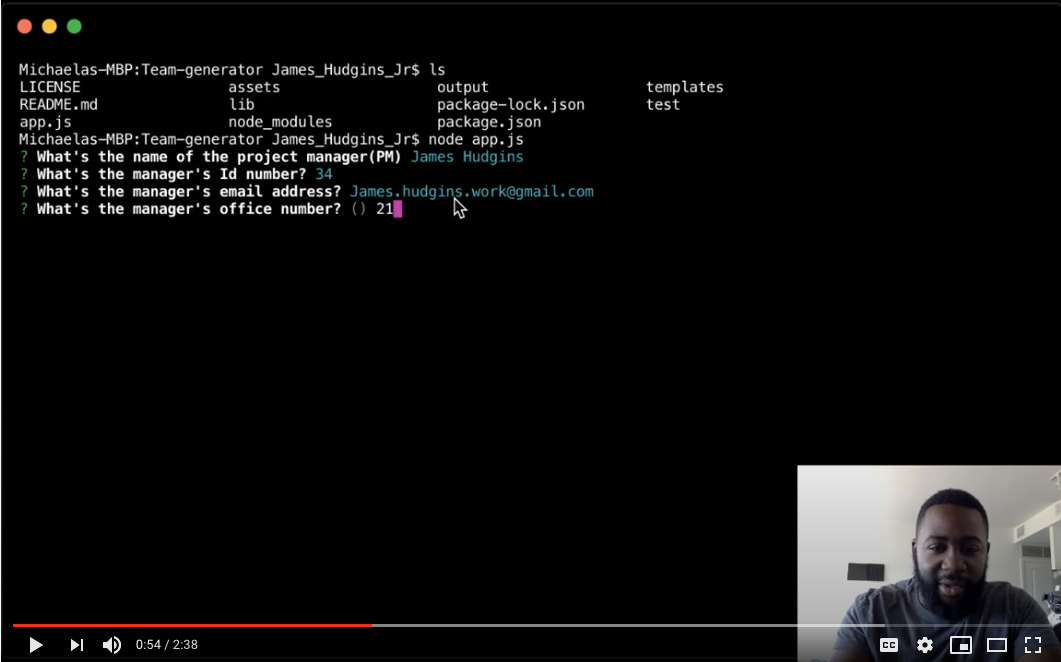 Michaelas-MBP:Team-generator James_Hudgins_Jr$ ls
LICENSE assets output templates
README.md lib package-lock.json test
app.js node_modules package.json
Michaelas-MBP:Team-generator James_Hudgins_Jr$ node app.js
? What's the name of the project manager(PM) James Hudgins
? What's the manager's Id number? 34
? What's the manager's email address? James.hudgins.work@gmail.com
? What's the manager's office number? () 21
0:54 / 2:38 CC